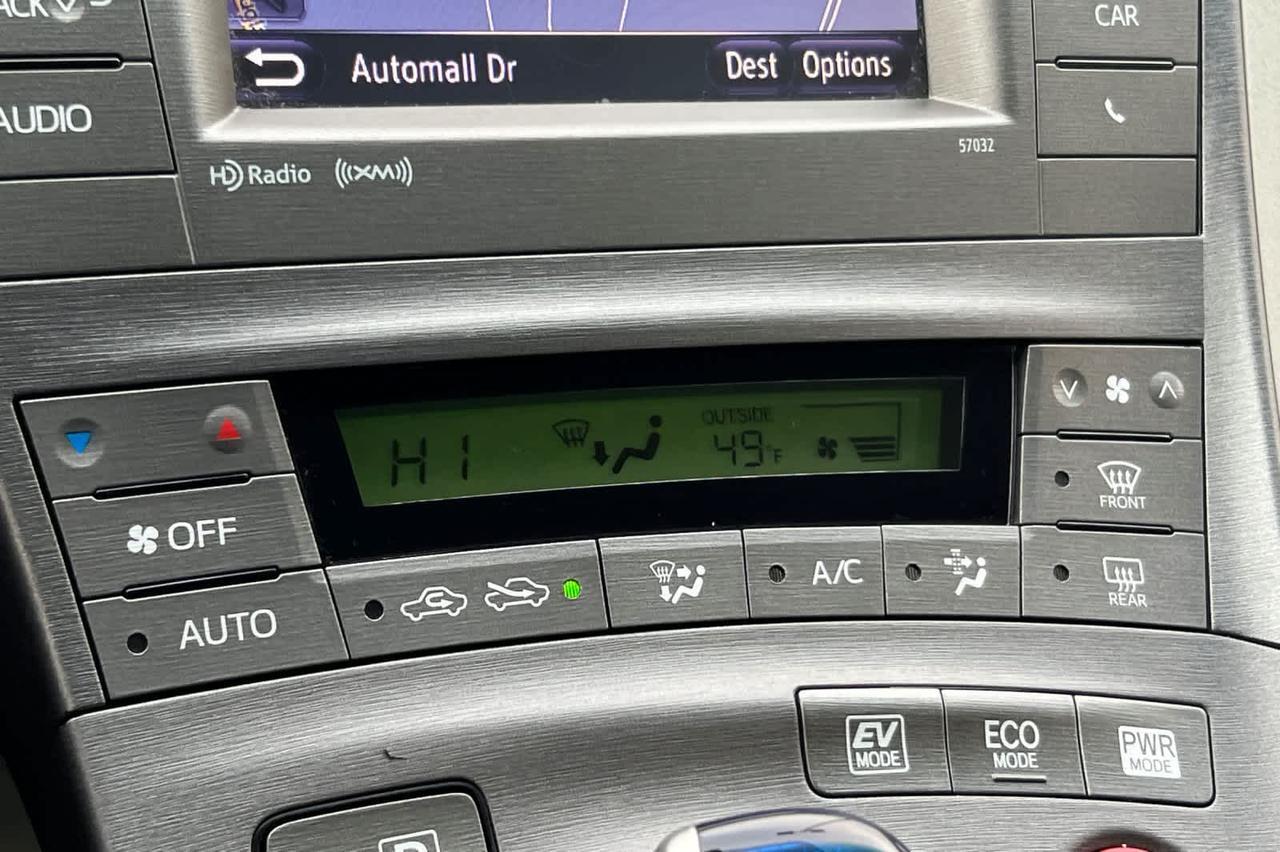 CAR
Automall Dr Dest Options
AUDIO
57032
HD Radio ((XM))
HI
OUTSIDE
49°F
OFF
FRONT
AUTO
A/C
REAR
EV MODE
ECO MODE
PWR MODE